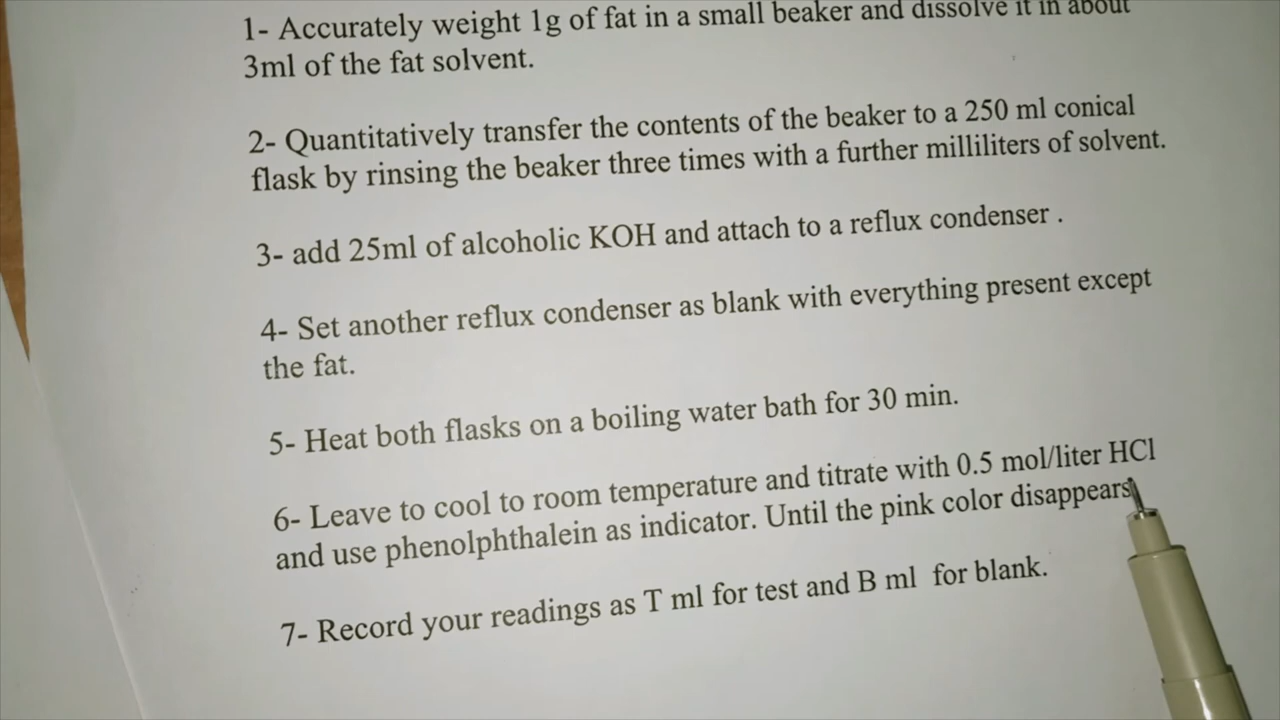 1- Accurately weight 1g of fat in a small beaker and dissolve it in about
3ml of the fat solvent.
2- Quantitatively transfer the contents of the beaker to a 250 ml conical
flask by rinsing the beaker three times with a further milliliters of solvent.
3- add 25ml of alcoholic KOH and attach to a reflux condenser .
4- Set another reflux condenser as blank with everything present except
the fat.
5- Heat both flasks on a boiling water bath for 30 min.
6- Leave to cool to room temperature and titrate with 0.5 mol/liter HCl
and use phenolphthalein as indicator. Until the pink color disappears
7- Record your readings as T ml for test and B ml for blank.